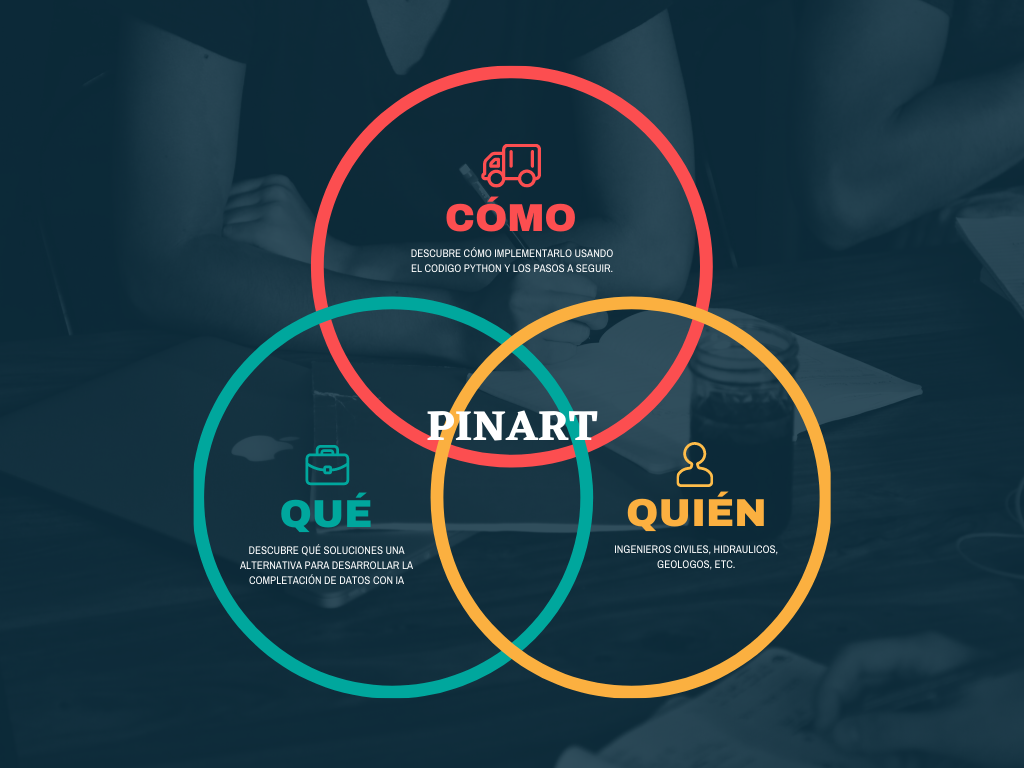 CÓMO
DESCUBRE CÓMO IMPLEMENTARLO USANDO
EL CODIGO PYTHON Y LOS PASOS A SEGUIR.
PINART
QUÉ
DESCUBRE QUÉ SOLUCIONES UNA
ALTERNATIVA PARA DESARROLLAR LA
COMPLETACIÓN DE DATOS CON IA
QUIÉN
INGENIEROS CIVILES, HIDRAULICOS,
GEOLOGOS, ETC.